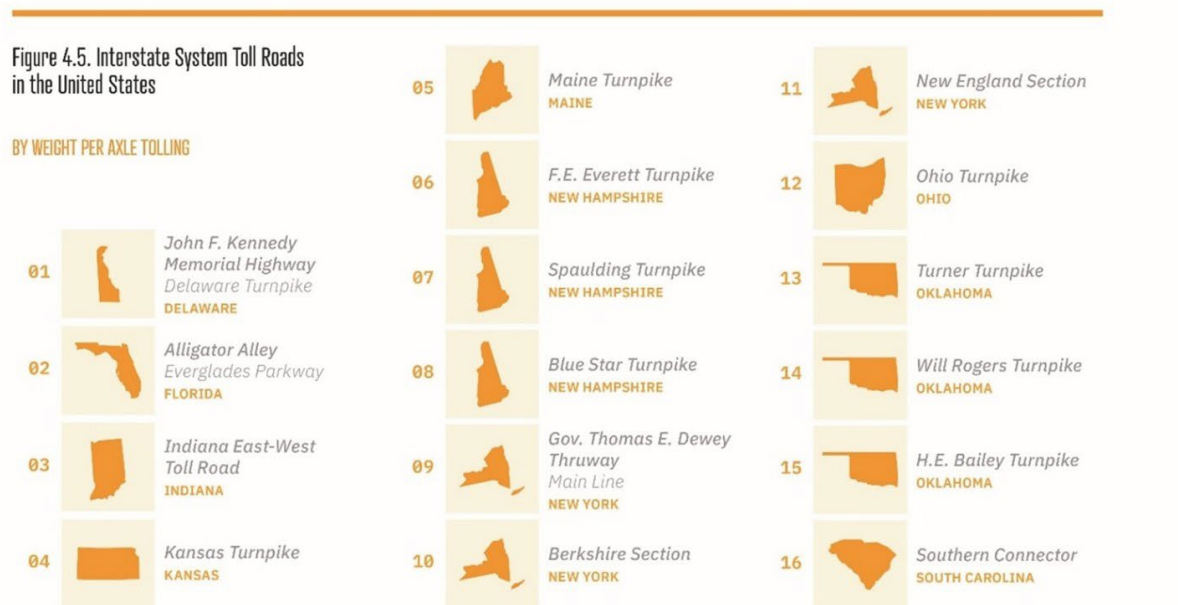 Figure 4.5. Interstate System Toll Roads
in the United States
BY WEIGHT PER AXLE TOLLING
01
John F. Kennedy
Memorial Highway
Delaware Turnpike
DELAWARE
02
Alligator Alley
Everglades Parkway
FLORIDA
03
Indiana East-West
Toll Road
INDIANA
04
Kansas Turnpike
KANSAS
05
Maine Turnpike
MAINE
06
F.E. Everett Turnpike
NEW HAMPSHIRE
07
Spaulding Turnpike
NEW HAMPSHIRE
08
Blue Star Turnpike
NEW HAMPSHIRE
09
Gov. Thomas E. Dewey
Thruway
Main Line
NEW YORK
10
Berkshire Section
NEW YORK
11
New England Section
NEW YORK
12
Ohio Turnpike
OHIO
13
Turner Turnpike
OKLAHOMA
14
Will Rogers Turnpike
OKLAHOMA
15
H.E. Bailey Turnpike
OKLAHOMA
16
Southern Connector
SOUTH CAROLINA